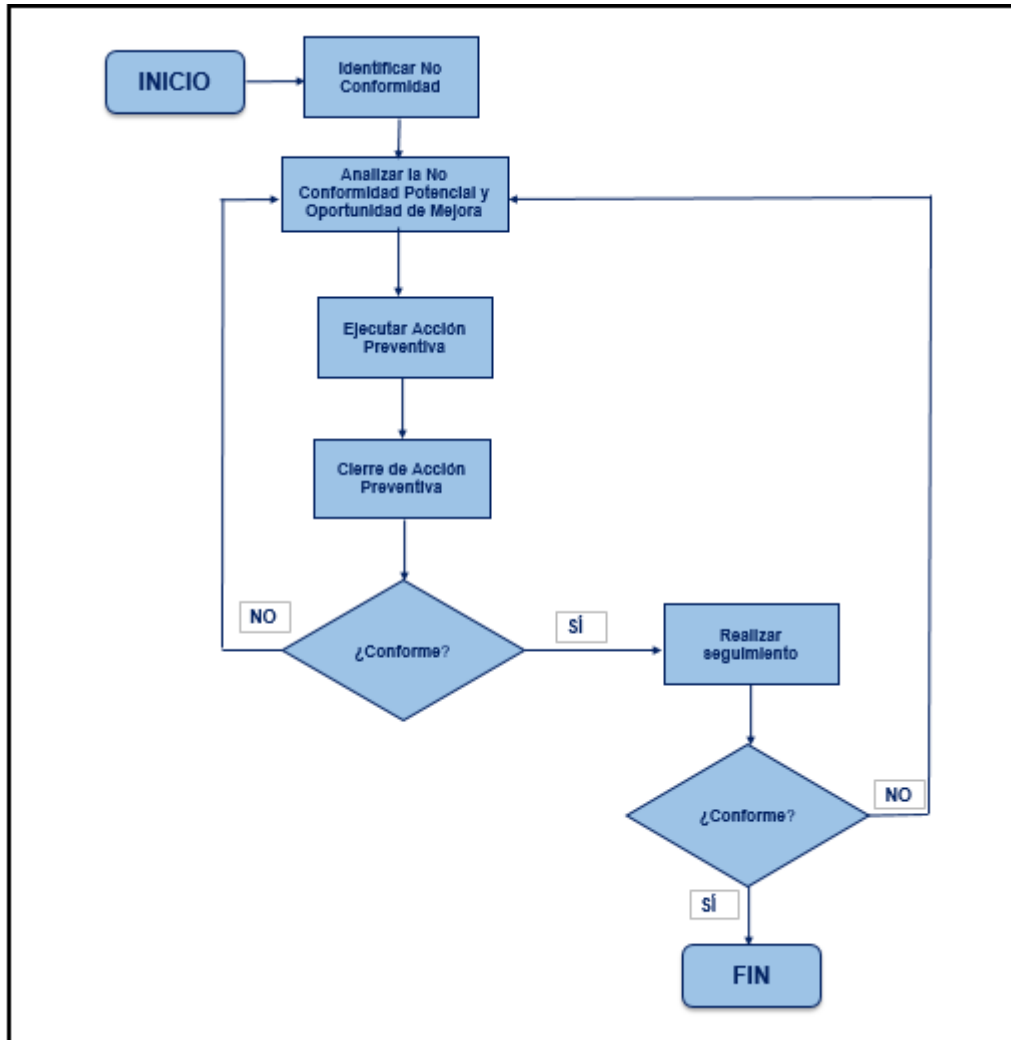 INICIO
Identificar No
Conformidad
Analizar la No
Conformidad Potencial y
Oportunidad de Mejora
Ejecutar Acción
Preventiva
Cierre de Acción
Preventiva
NO
¿Conforme?
SÍ
Realizar
seguimiento
¿Conforme?
NO
SÍ
FIN